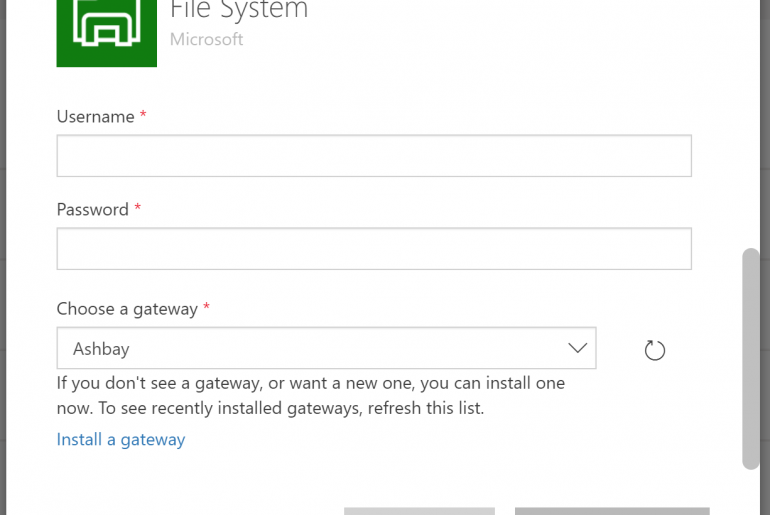 File System
Microsoft
Username *
Password *
Choose a gateway *
Ashbay
If you don't see a gateway, or want a new one, you can install one
now. To see recently installed gateways, refresh this list.
Install a gateway